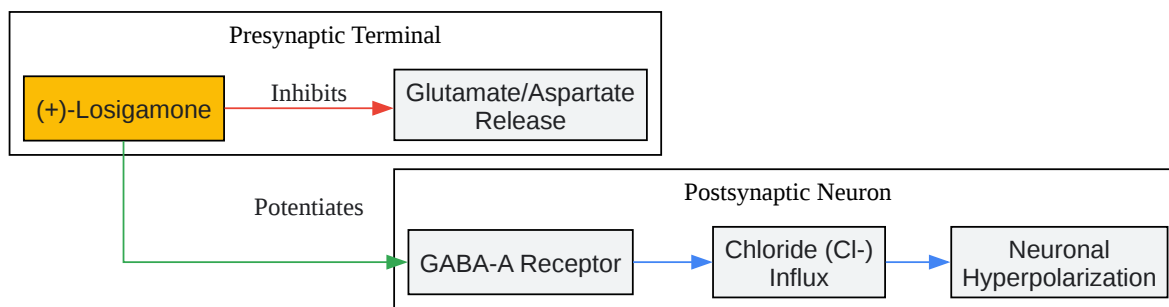 Presynaptic Terminal
(+)-Losigamone
Inhibits
Glutamate/Aspartate
Release
Potentiates
Postsynaptic Neuron
GABA-A Receptor
Chloride (Cl-)
Influx
Neuronal
Hyperpolarization